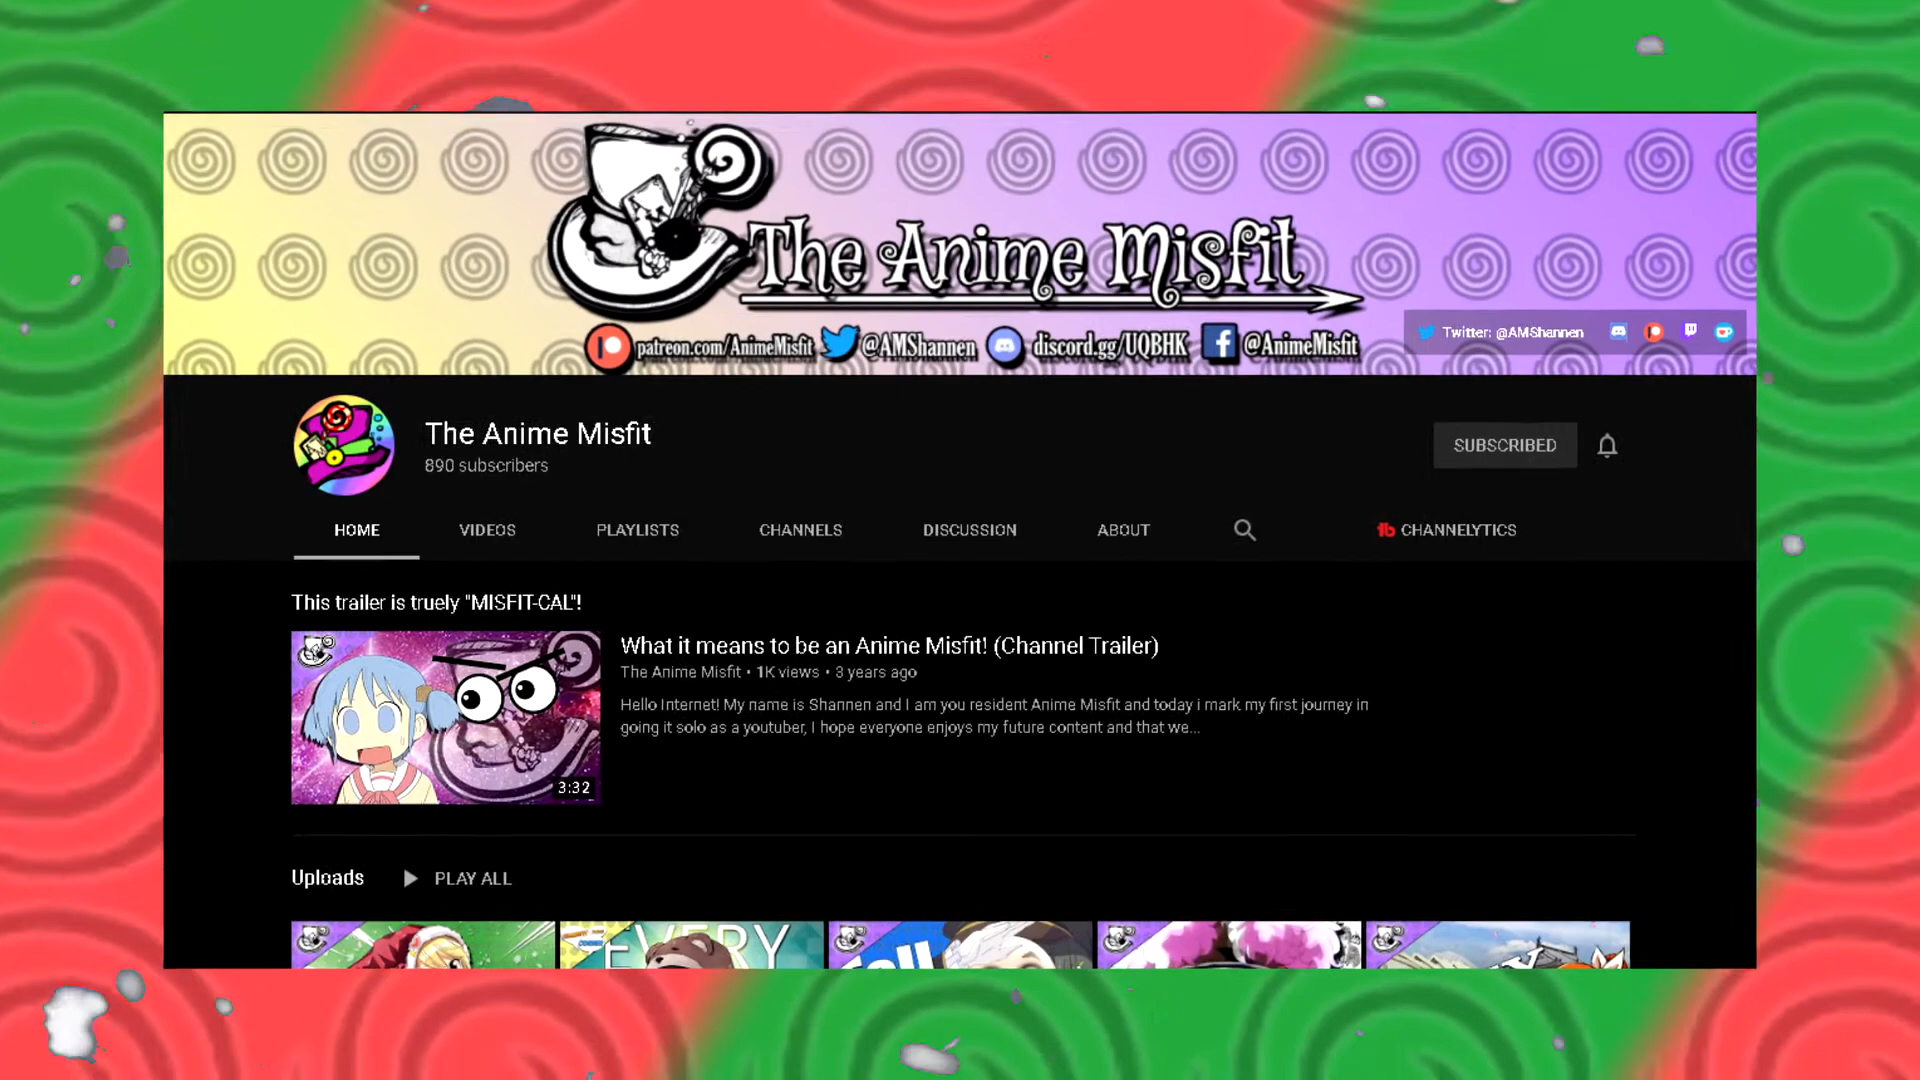 The Anime Misfit
patreon.com/AnimeMisfit @AMShannen discord.gg/UQBHK @AnimeMisfit
Twitter: @AMShannen
The Anime Misfit
890 subscribers
SUBSCRIBED
HOME VIDEOS PLAYLISTS CHANNELS DISCUSSION ABOUT CHANNELYTICS
This trailer is truely "MISFIT-CAL"!
What it means to be an Anime Misfit! (Channel Trailer)
The Anime Misfit • 1K views • 3 years ago
Hello Internet! My name is Shannen and I am you resident Anime Misfit and today i mark my first journey in
going it solo as a youtuber, I hope everyone enjoys my future content and that we...
3:32
Uploads PLAY ALL
EVERY